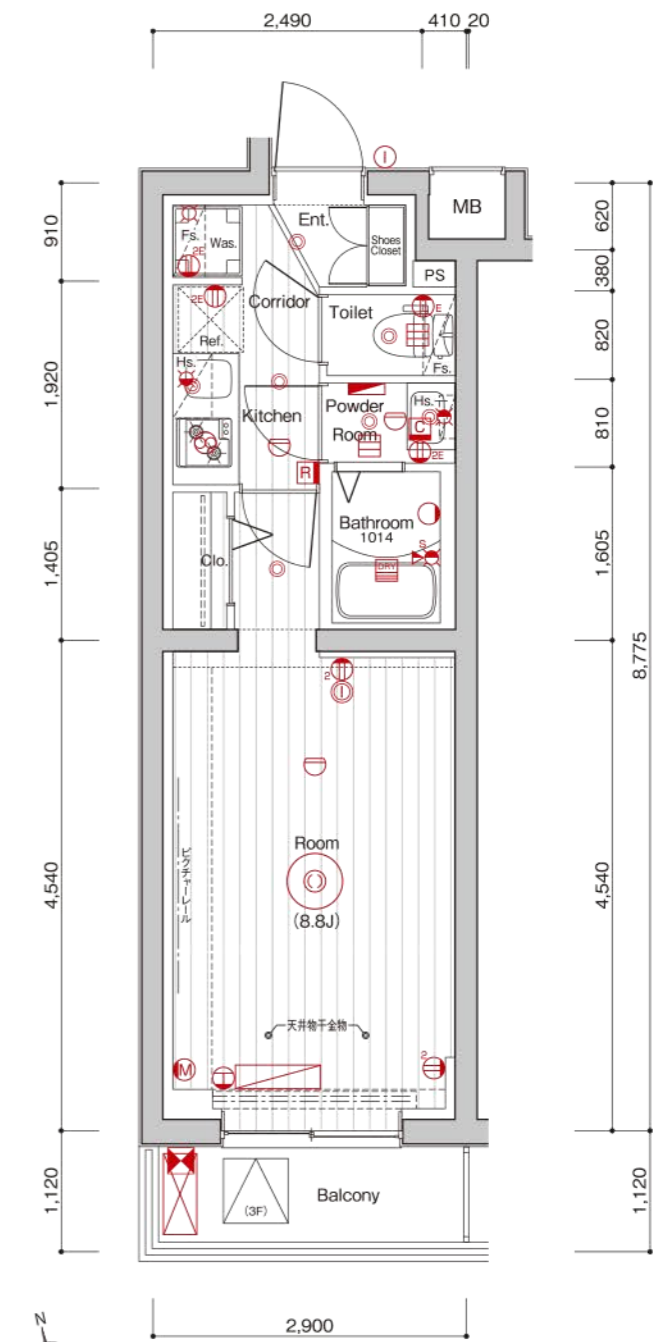 2,490
410
20
MB
Ent.
Shoes
Closet
Fs.
Was.
2E
PS
910
620
380
Corridor
Toilet
2E
E
Ref.
Fs.
820
1,920
Hs.
Kitchen
Powder
Room
Hs.
C
2E
810
R
Bathroom
1014
S
DRY
Clo.
1,405
1,605
8,775
2
I
I
Room
(8.8J)
ピクチャーレール
4,540
4,540
天井物干金物
M
2
Balcony
(3F)
1,120
1,120
N
2,900